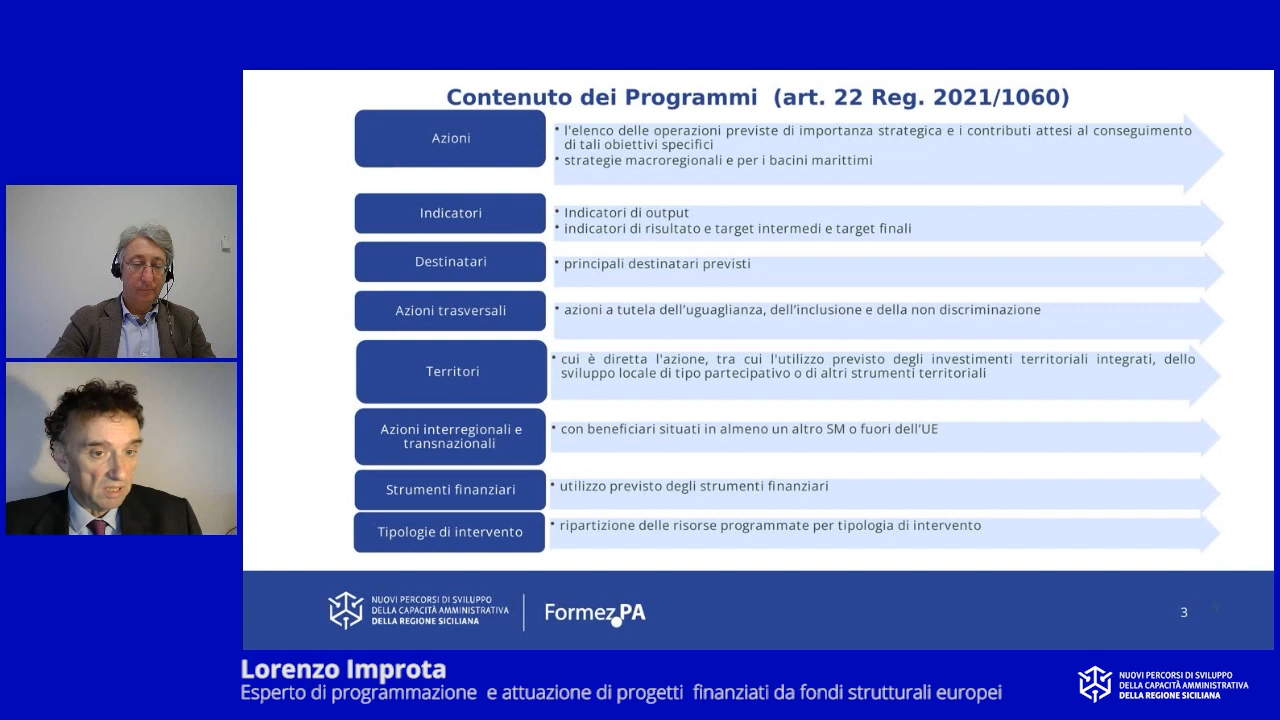 Contenuto dei Programmi (art. 22 Reg. 2021/1060)
Azioni
• l'elenco delle operazioni previste di importanza strategica e i contributi attesi al conseguimento
di tali obiettivi specifici
• strategie macroregionali e per i bacini marittimi
Indicatori
• Indicatori di output
• indicatori di risultato e target intermedi e target finali
Destinatari
• principali destinatari previsti
Azioni trasversali
• azioni a tutela dell’uguaglianza, dell’inclusione e della non discriminazione
Territori
• cui è diretta l'azione, tra cui l'utilizzo previsto degli investimenti territoriali integrati, dello
sviluppo locale di tipo partecipativo o di altri strumenti territoriali
Azioni interregionali e
transnazionali
• con beneficiari situati in almeno un altro SM o fuori dell’UE
Strumenti finanziari
• utilizzo previsto degli strumenti finanziari
Tipologie di intervento
• ripartizione delle risorse programmate per tipologia di intervento
NUOVI PERCORSI DI SVILUPPO
DELLA CAPACITÀ AMMINISTRATIVA
DELLA REGIONE SICILIANA
Formez PA
3
Lorenzo Improta
Esperto di programmazione e attuazione di progetti finanziati da fondi strutturali europei
NUOVI PERCORSI DI SVILUPPO
DELLA CAPACITÀ AMMINISTRATIVA
DELLA REGIONE SICILIANA